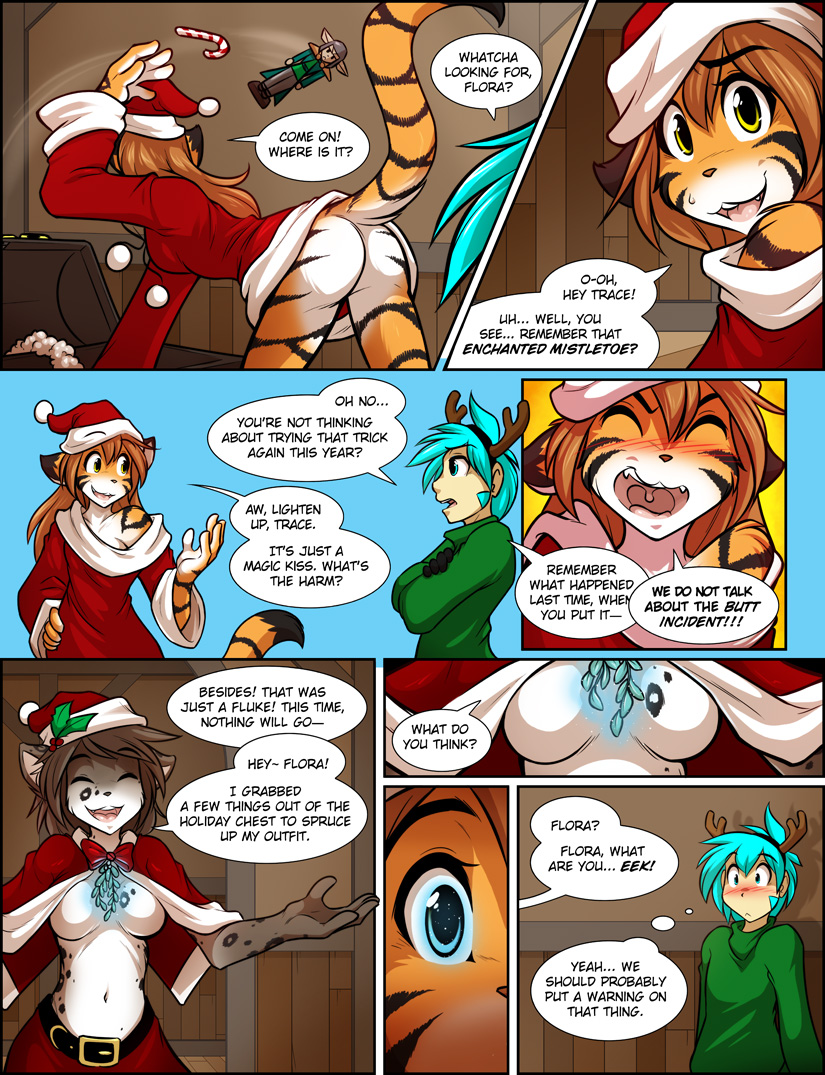 COME ON!
WHERE IS IT?
WHATCHA
LOOKING FOR,
FLORA?
O-OH,
HEY TRACE!
UH... WELL, YOU
SEE... REMEMBER THAT
ENCHANTED MISTLETOE?
OH NO...
YOU'RE NOT THINKING
ABOUT TRYING THAT TRICK
AGAIN THIS YEAR?
AW, LIGHTEN
UP, TRACE.
IT'S JUST A
MAGIC KISS. WHAT'S
THE HARM?
REMEMBER
WHAT HAPPENED
LAST TIME, WHEN
YOU PUT IT—
WE DO NOT TALK
ABOUT THE BUTT
INCIDENT!!!
BESIDES! THAT WAS
JUST A FLUKE! THIS TIME,
NOTHING WILL GO—
HEY~ FLORA!
I GRABBED
A FEW THINGS OUT OF THE
HOLIDAY CHEST TO SPRUCE
UP MY OUTFIT.
WHAT DO
YOU THINK?
FLORA?
FLORA, WHAT
ARE YOU... EEK!
YEAH... WE
SHOULD PROBABLY
PUT A WARNING ON
THAT THING.